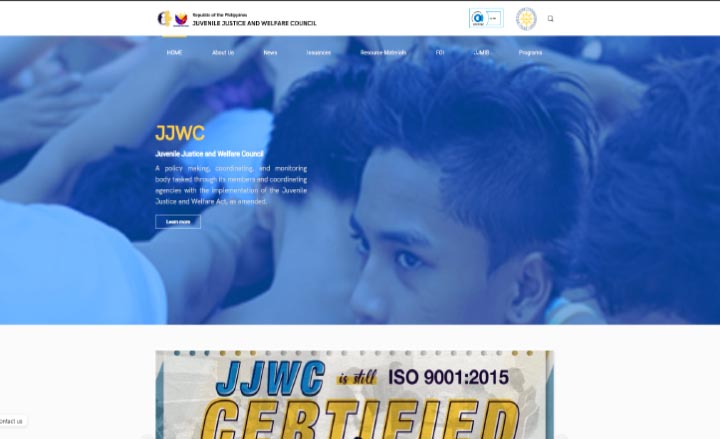 Republic of the Philippines
JUVENILE JUSTICE AND WELFARE COUNCIL
HOME About Us News Issuances Resource Materials FOI JJMIS Programs
JJWC
Juvenile Justice and Welfare Council
A policy making, coordinating, and monitoring
body tasked through its members and coordinating
agencies with the implementation of the Juvenile
Justice and Welfare Act, as amended.
Learn more
JJWC is still ISO 9001:2015
CERTIFIED
ontact us